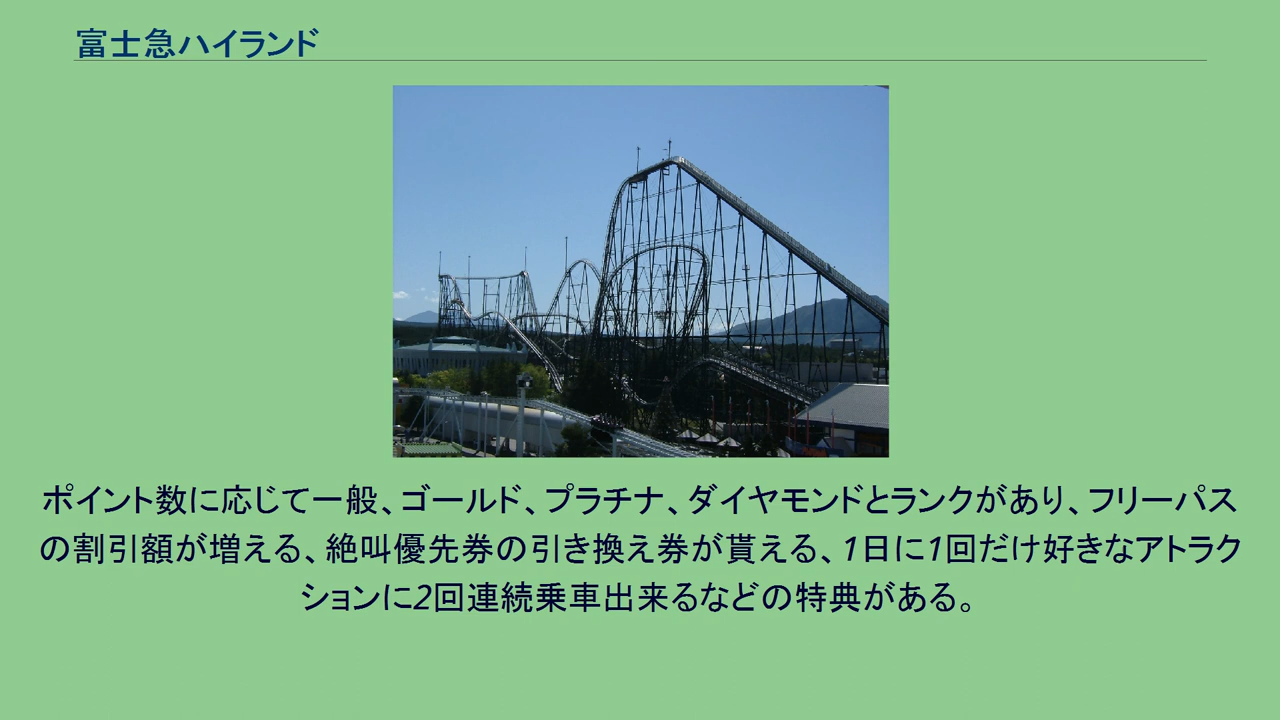 富士急ハイランド
ポイント数に応じて一般、ゴールド、プラチナ、ダイヤモンドとランクがあり、フリーパス
の割引額が増える、絶叫優先券の引き換え券が貰える、1日に1回だけ好きなアトラク
ションに2回連続乗車出来るなどの特典がある。